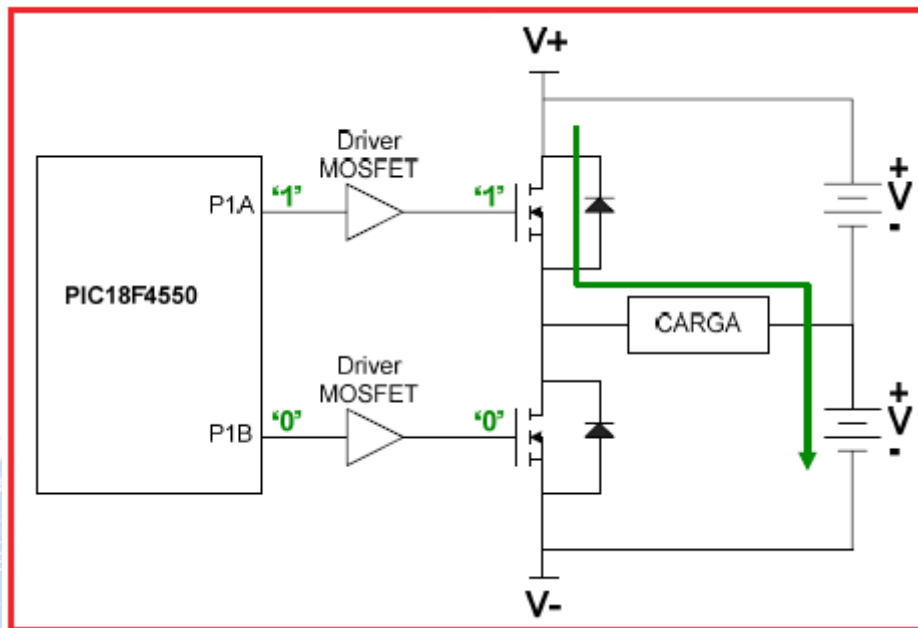 V+
Driver
MOSFET
P1A
'1'
'1'
+
V
-
PIC18F4550
CARGA
Driver
MOSFET
P1B
'0'
'0'
+
V
-
V-